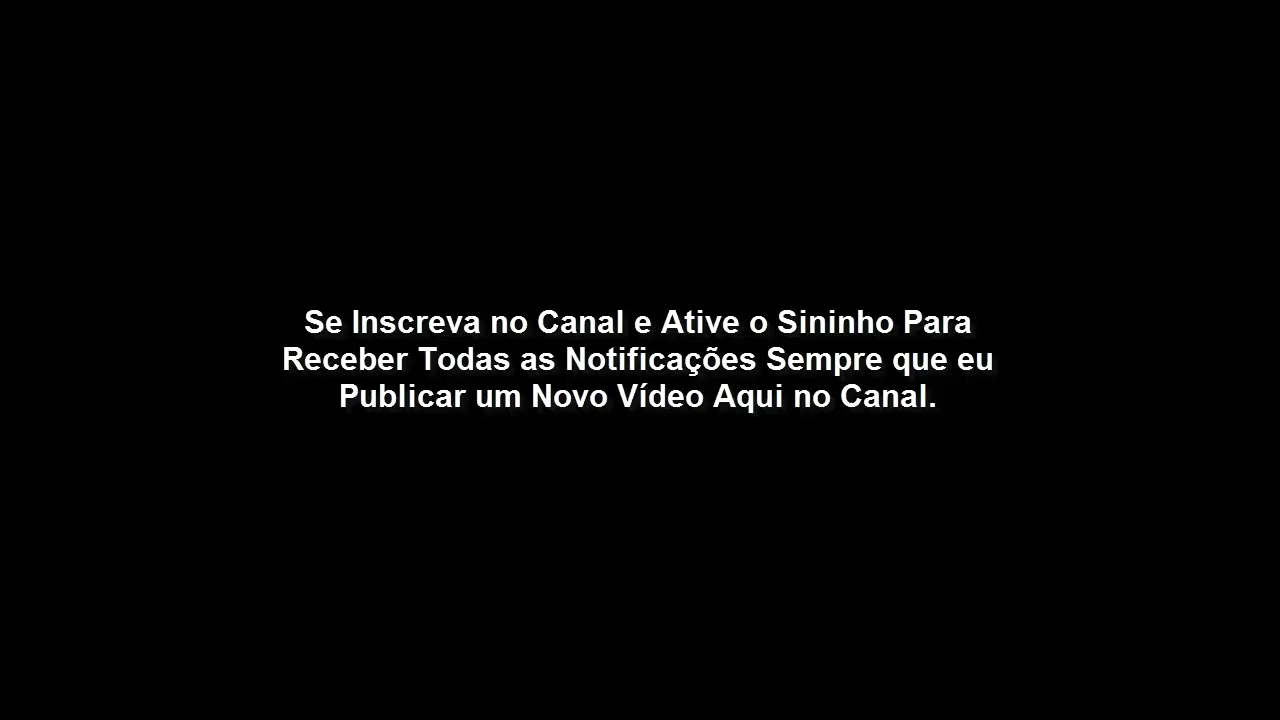 Se Inscreva no Canal e Ative o Sininho Para
Receber Todas as Notificações Sempre que eu
Publicar um Novo Vídeo Aqui no Canal.